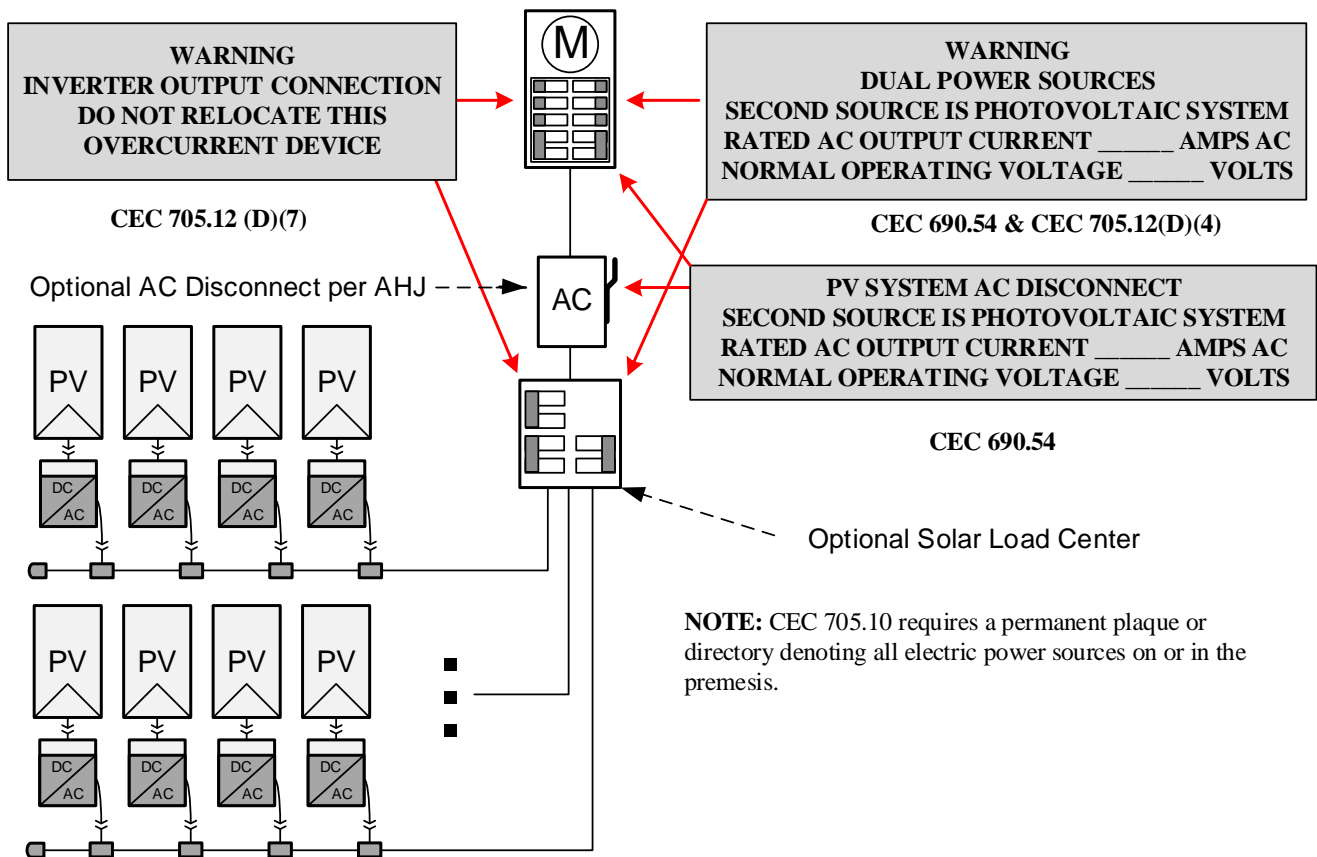 WARNING
INVERTER OUTPUT CONNECTION
DO NOT RELOCATE THIS
OVERCURRENT DEVICE
CEC 705.12 (D)(7)
M
WARNING
DUAL POWER SOURCES
SECOND SOURCE IS PHOTOVOLTAIC SYSTEM
RATED AC OUTPUT CURRENT ______ AMPS AC
NORMAL OPERATING VOLTAGE ______ VOLTS
CEC 690.54 & CEC 705.12(D)(4)
Optional AC Disconnect per AHJ
AC
PV SYSTEM AC DISCONNECT
SECOND SOURCE IS PHOTOVOLTAIC SYSTEM
RATED AC OUTPUT CURRENT ______ AMPS AC
NORMAL OPERATING VOLTAGE ______ VOLTS
CEC 690.54
PV PV PV PV
DC DC DC DC
AC AC AC AC
Optional Solar Load Center
NOTE: CEC 705.10 requires a permanent plaque or
directory denoting all electric power sources on or in the
premesis.
PV PV PV PV
DC DC DC DC
AC AC AC AC